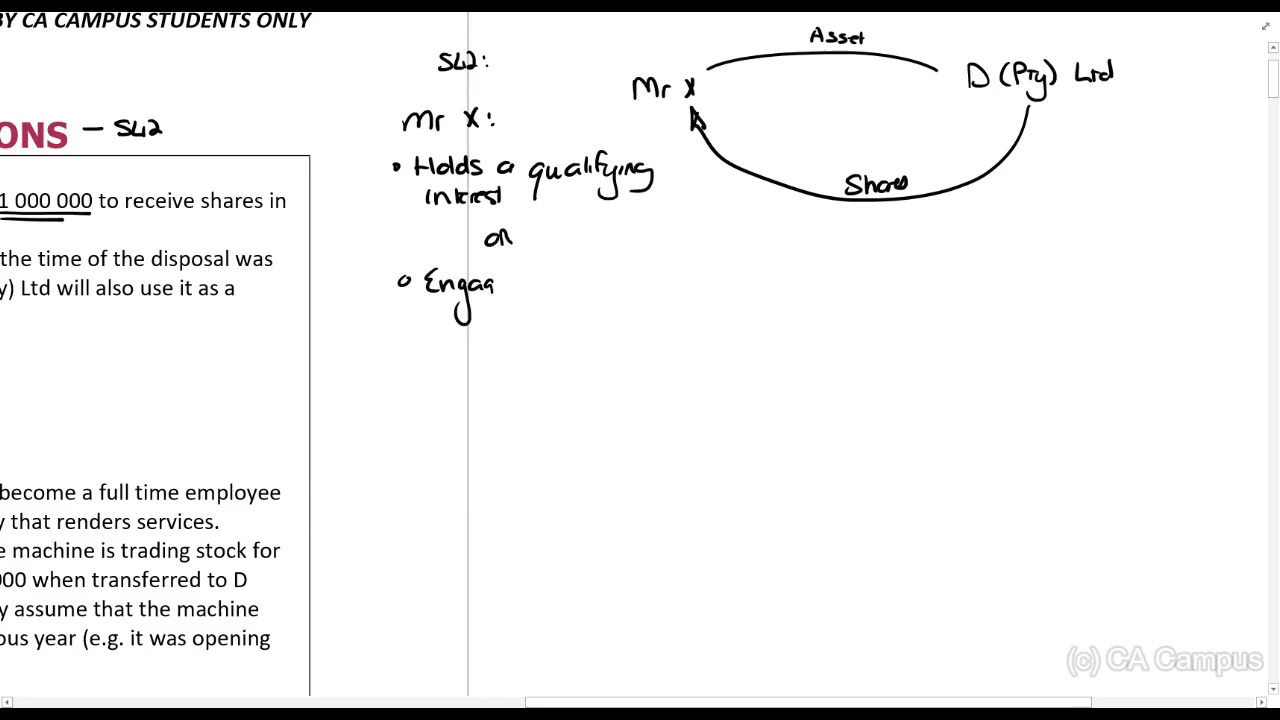 BY CA CAMPUS STUDENTS ONLY
ONS - S42
1 000 000 to receive shares in
the time of the disposal was
y) Ltd will also use it as a
become a full time employee
y that renders services.
e machine is trading stock for
000 when transferred to D
y assume that the machine
ous year (e.g. it was opening
S42:
Mr X:
• Holds a qualifying
interest
OR
• Engag
Asset
Mr X
D (Pty) Ltd
Shares
(c) CA Campus